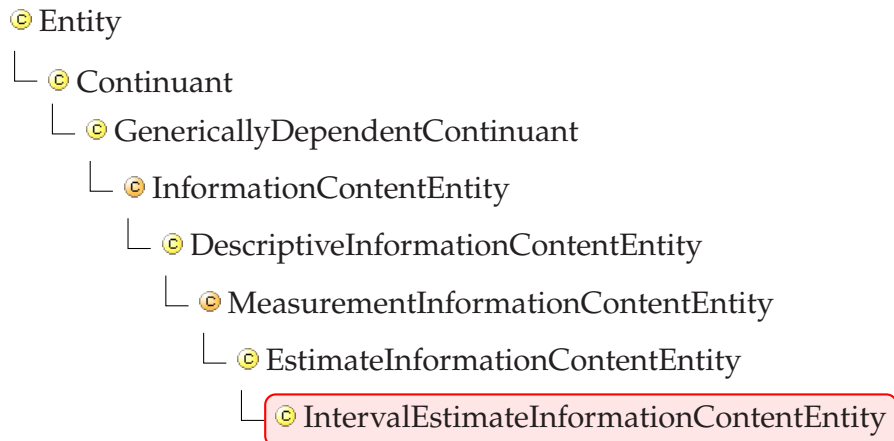 Entity
Continuant
GenericallyDependentContinuant
InformationContentEntity
DescriptiveInformationContentEntity
MeasurementInformationContentEntity
EstimateInformationContentEntity
IntervalEstimateInformationContentEntity